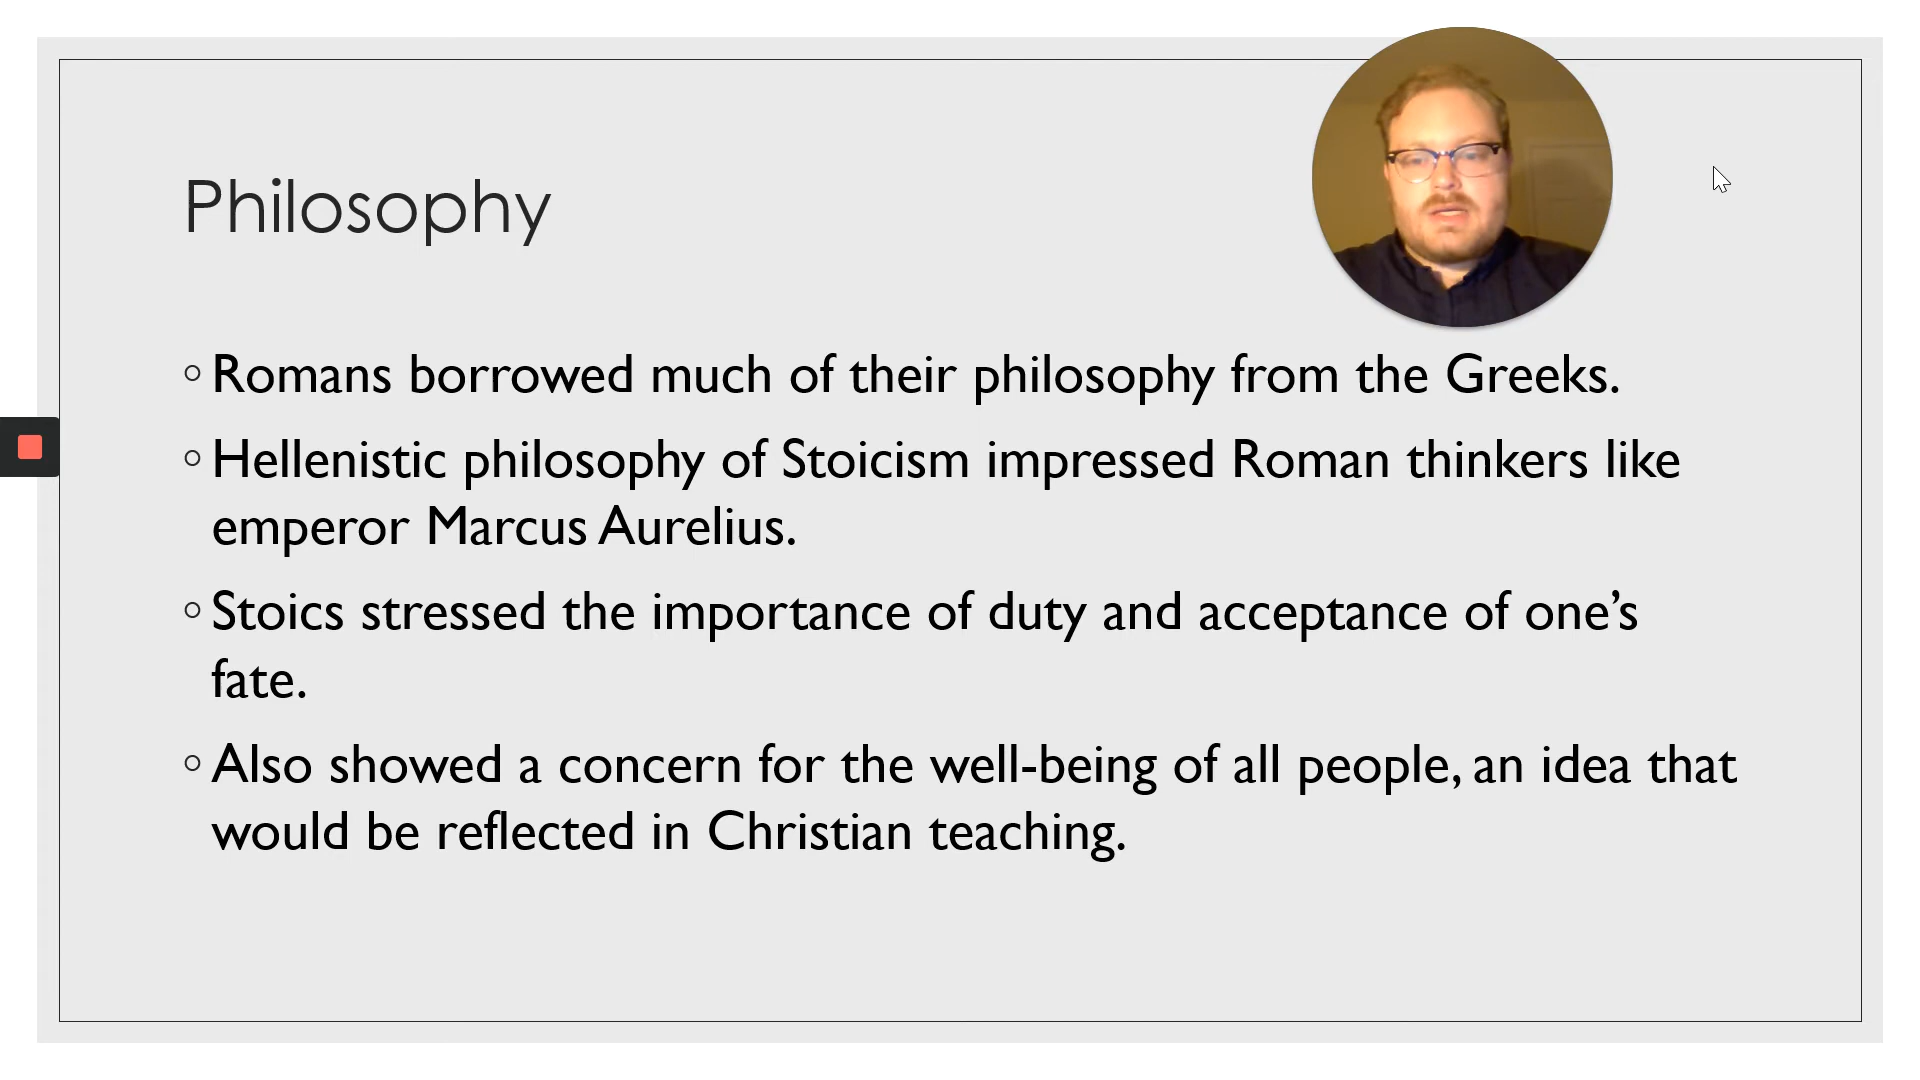 Philosophy
Romans borrowed much of their philosophy from the Greeks.
Hellenistic philosophy of Stoicism impressed Roman thinkers like
emperor Marcus Aurelius.
Stoics stressed the importance of duty and acceptance of one’s
fate.
Also showed a concern for the well-being of all people, an idea that
would be reflected in Christian teaching.